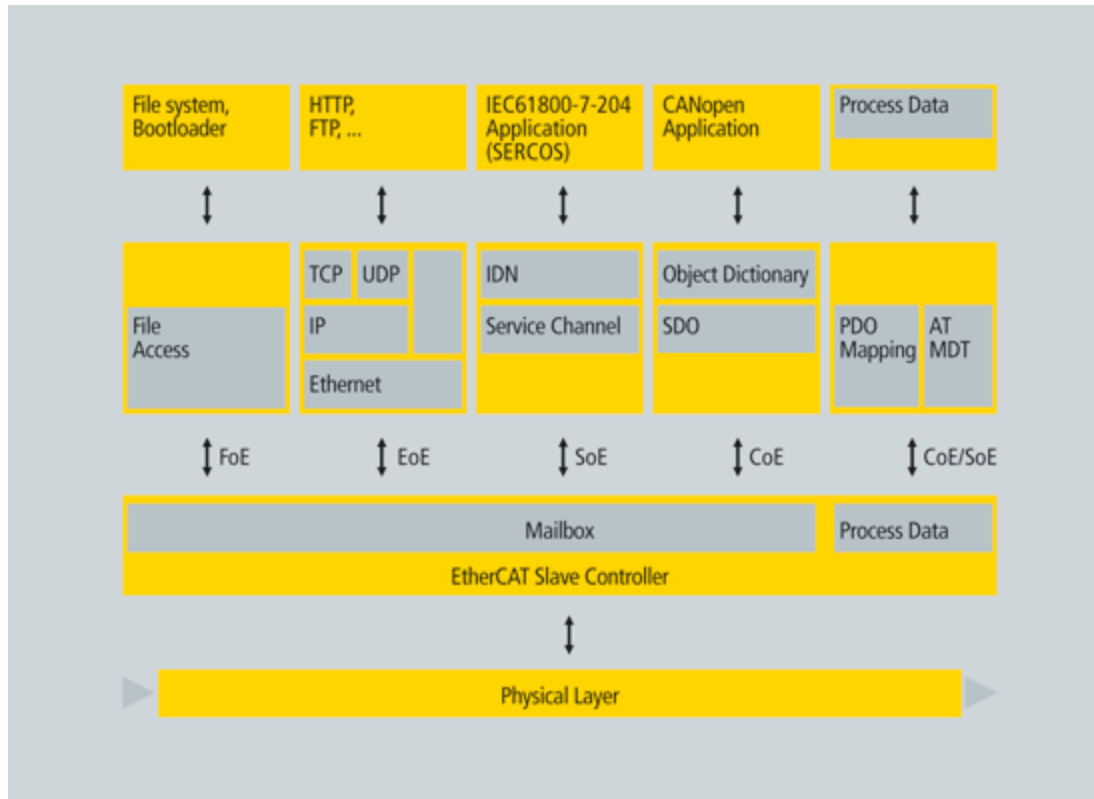 File system,
Bootloader
HTTP,
FTP, ...
IEC61800-7-204
Application
(SERCOS)
CANopen
Application
Process Data
File
Access
TCP
UDP
IP
Ethernet
IDN
Service Channel
Object Dictionary
SDO
PDO
Mapping
AT
MDT
FoE
EoE
SoE
CoE
CoE/SoE
Mailbox
Process Data
EtherCAT Slave Controller
Physical Layer